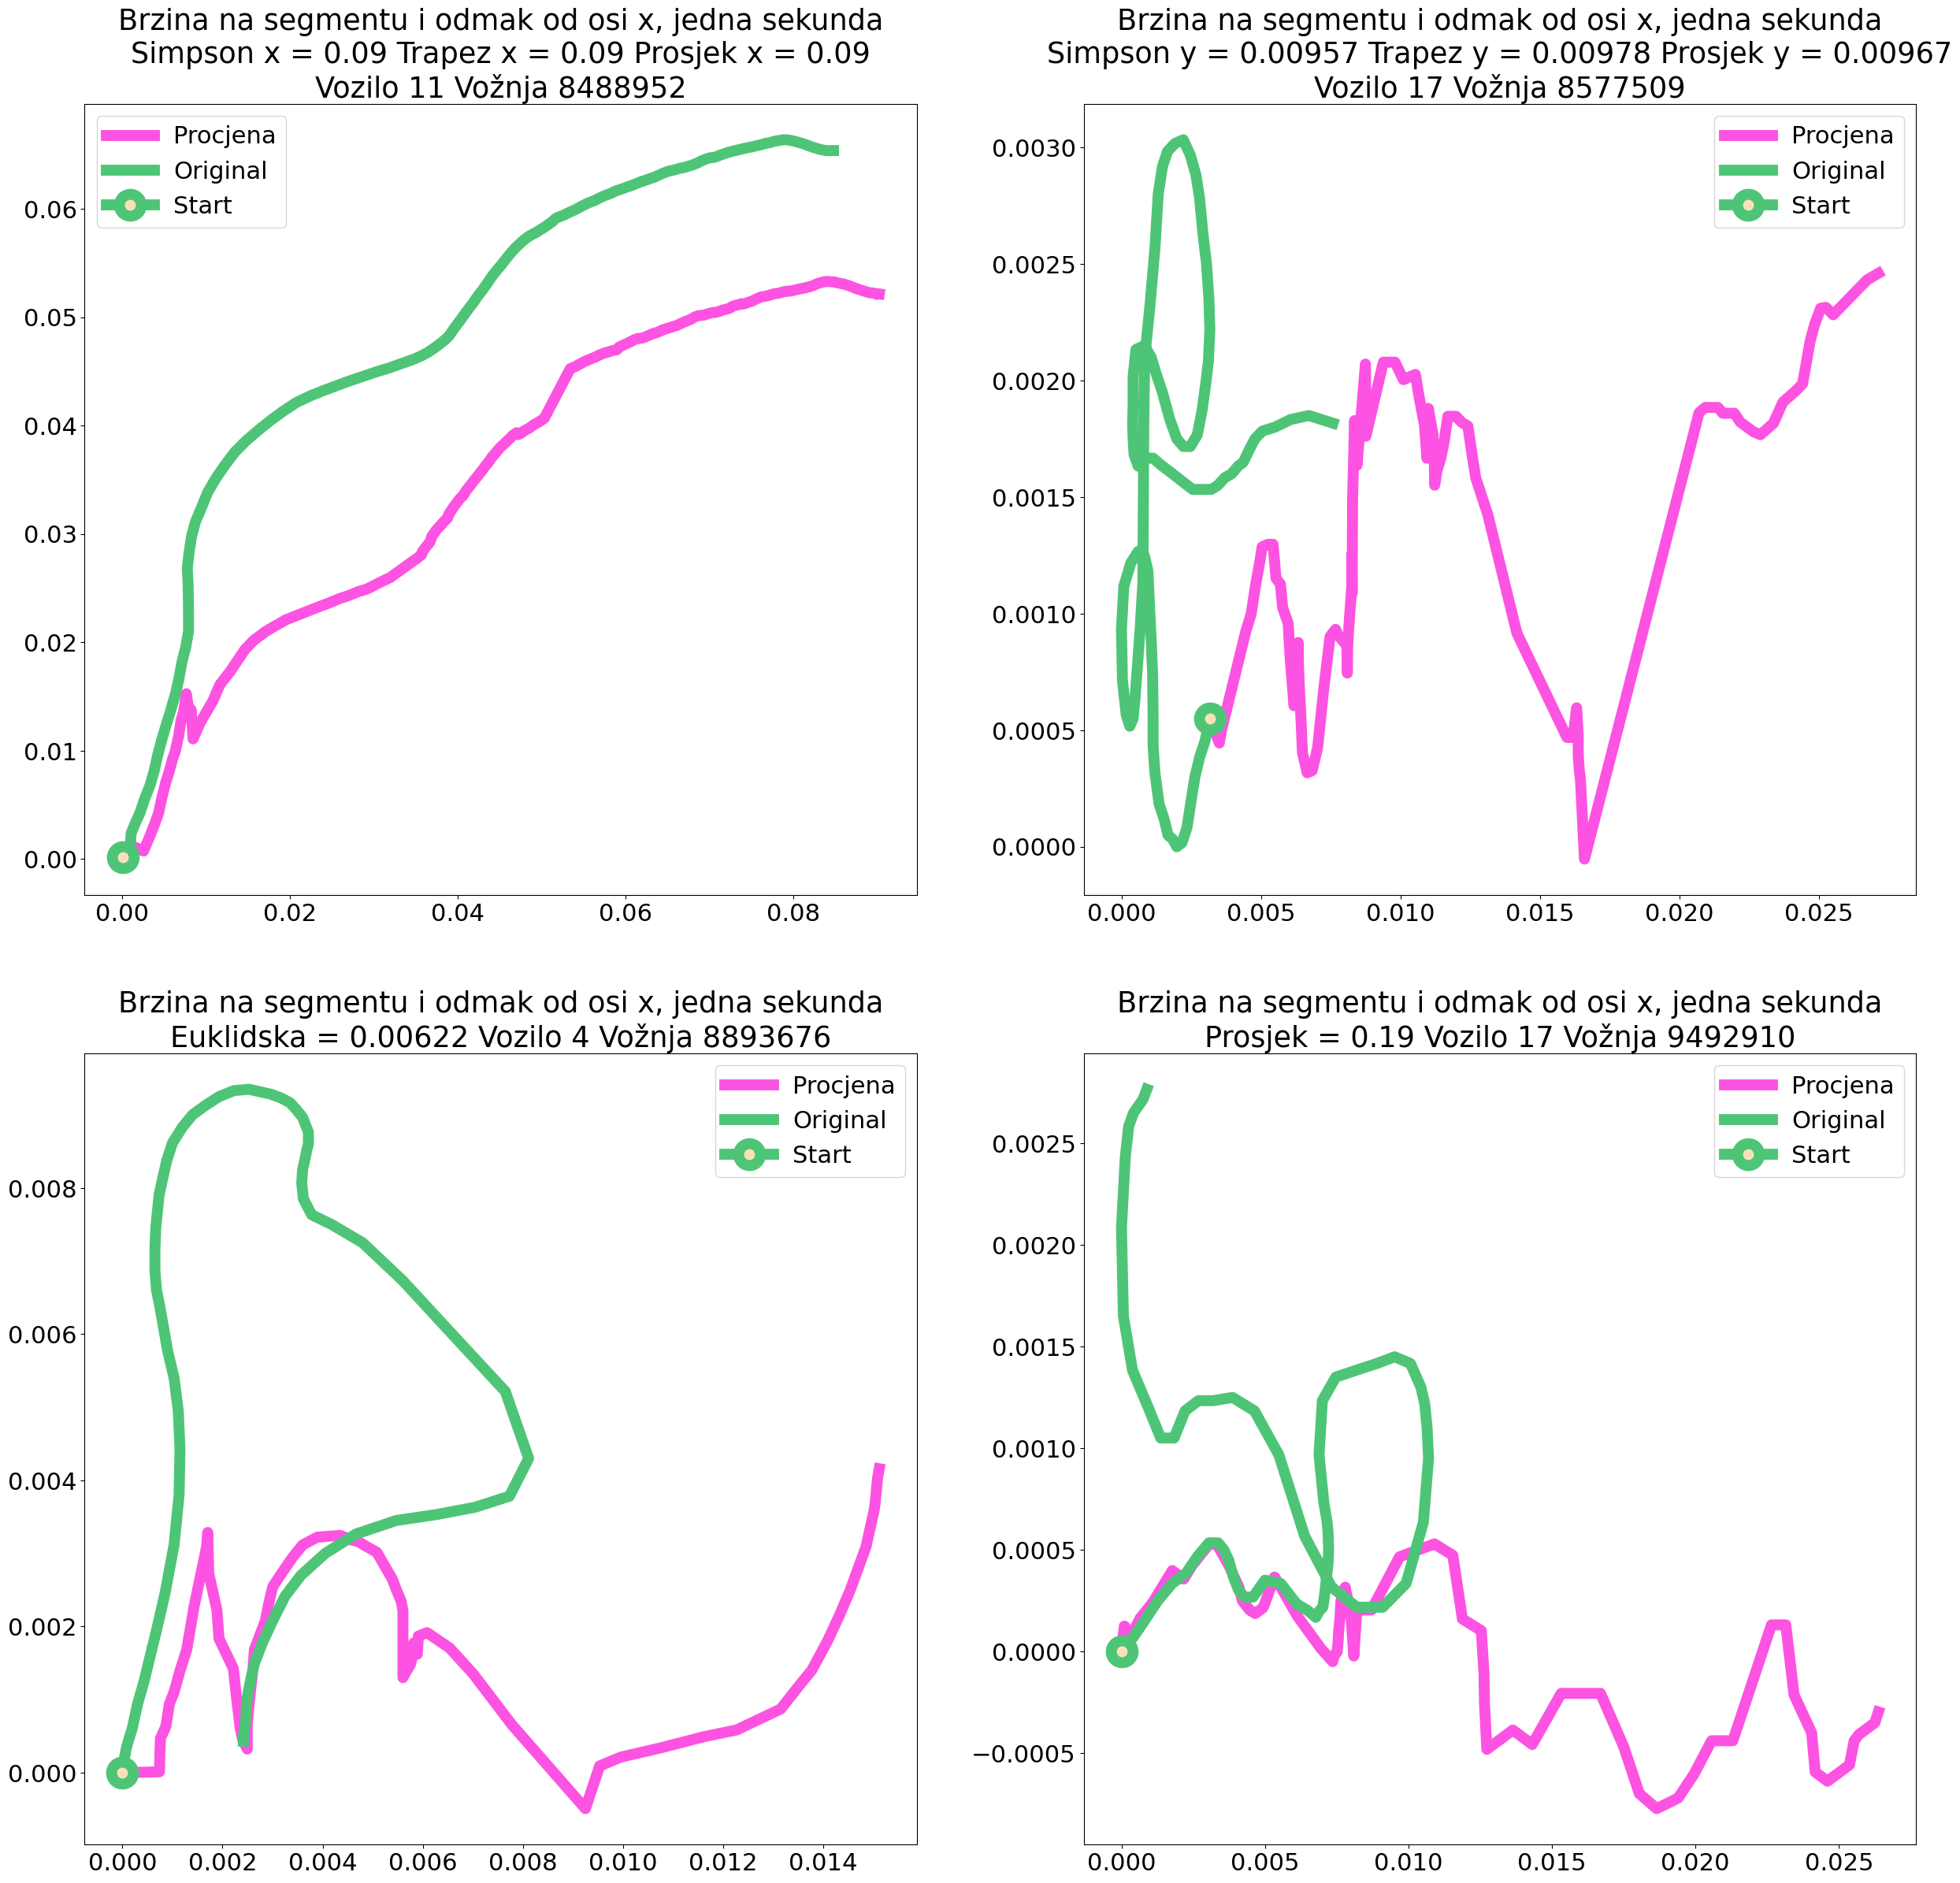 Brzina na segmentu i odmak od osi x, jedna sekunda
Simpson x = 0.09 Trapez x = 0.09 Prosjek x = 0.09
Vozilo 11 Vožnja 8488952
Procjena
Original
Start
0.06
0.05
0.04
0.03
0.02
0.01
0.00
0.00 0.02 0.04 0.06 0.08
Brzina na segmentu i odmak od osi x, jedna sekunda
Simpson y = 0.00957 Trapez y = 0.00978 Prosjek y = 0.00967
Vozilo 17 Vožnja 8577509
Procjena
Original
Start
0.0030
0.0025
0.0020
0.0015
0.0010
0.0005
0.0000
0.000 0.005 0.010 0.015 0.020 0.025
Brzina na segmentu i odmak od osi x, jedna sekunda
Euklidska = 0.00622 Vozilo 4 Vožnja 8893676
Procjena
Original
Start
0.008
0.006
0.004
0.002
0.000
0.000 0.002 0.004 0.006 0.008 0.010 0.012 0.014
Brzina na segmentu i odmak od osi x, jedna sekunda
Prosjek = 0.19 Vozilo 17 Vožnja 9492910
Procjena
Original
Start
0.0025
0.0020
0.0015
0.0010
0.0005
0.0000
−0.0005
0.000 0.005 0.010 0.015 0.020 0.025